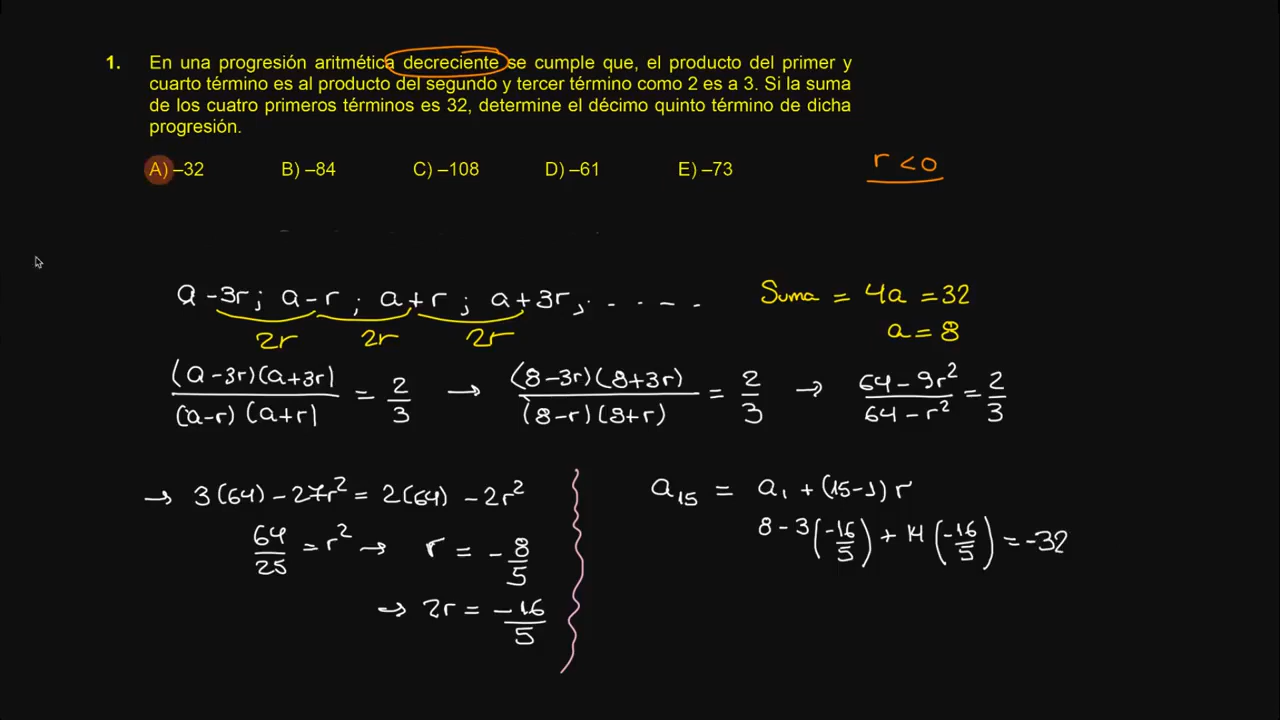 1. En una progresión aritmética decreciente se cumple que, el producto del primer y
cuarto término es al producto del segundo y tercer término como 2 es a 3. Si la suma
de los cuatro primeros términos es 32, determine el décimo quinto término de dicha
progresión.
A) –32 B) –84 C) –108 D) –61 E) –73
r < 0
a - 3r ; a - r ; a + r ; a + 3r ; . . . . .
2r 2r 2r
Suma = 4a = 32
a = 8
(a-3r)(a+3r) / (a-r)(a+r) = 2/3 → (8-3r)(8+3r) / (8-r)(8+r) = 2/3 → 64 - 9r² / 64 - r² = 2/3
→ 3(64) - 27r² = 2(64) - 2r²
64/25 = r² → r = -8/5
→ 2r = -16/5
a₁₅ = a₁ + (15-1) r
8 - 3(-16/5) + 14(-16/5) = -32